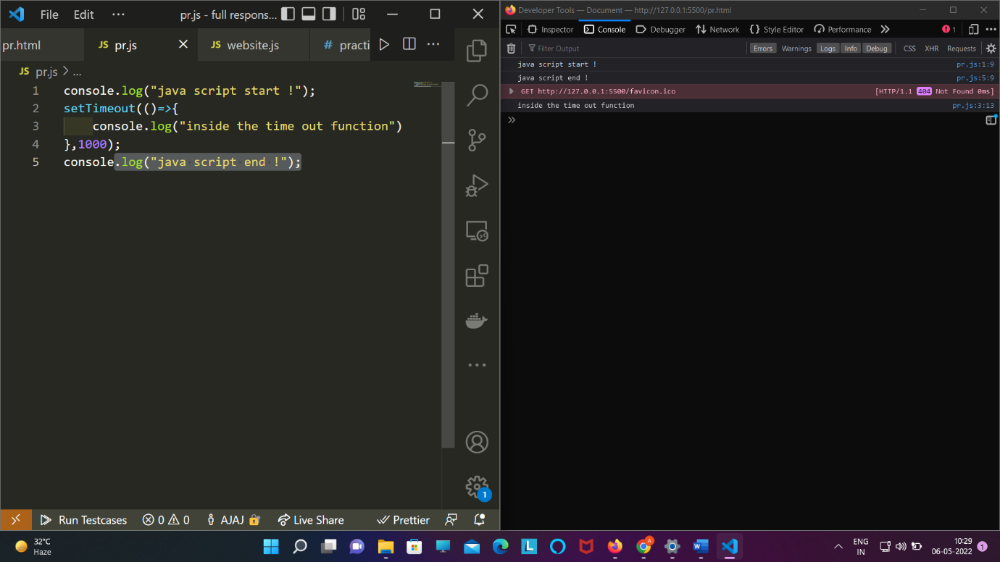 File Edit ··· pr.js - full respons...
pr.html JS pr.js JS website.js # practi
JS pr.js > ...
1 console.log("java script start !");
2 setTimeout(()=>{
3 console.log("inside the time out function")
4 },1000);
5 console.log("java script end !");
Run Testcases 0 0 AJAJ Live Share Prettier
1
Developer Tools — Document — http://127.0.0.1:5500/pr.html
Inspector Console Debugger Network Style Editor Performance 1
Filter Output Errors Warnings Logs Info Debug CSS XHR Requests
java script start ! pr.js:1:9
java script end ! pr.js:5:9
GET http://127.0.0.1:5500/favicon.ico [HTTP/1.1 404 Not Found 0ms]
inside the time out function pr.js:3:13
32°C
Haze
L
A
W
ENG
IN
10:29
06-05-2022
1